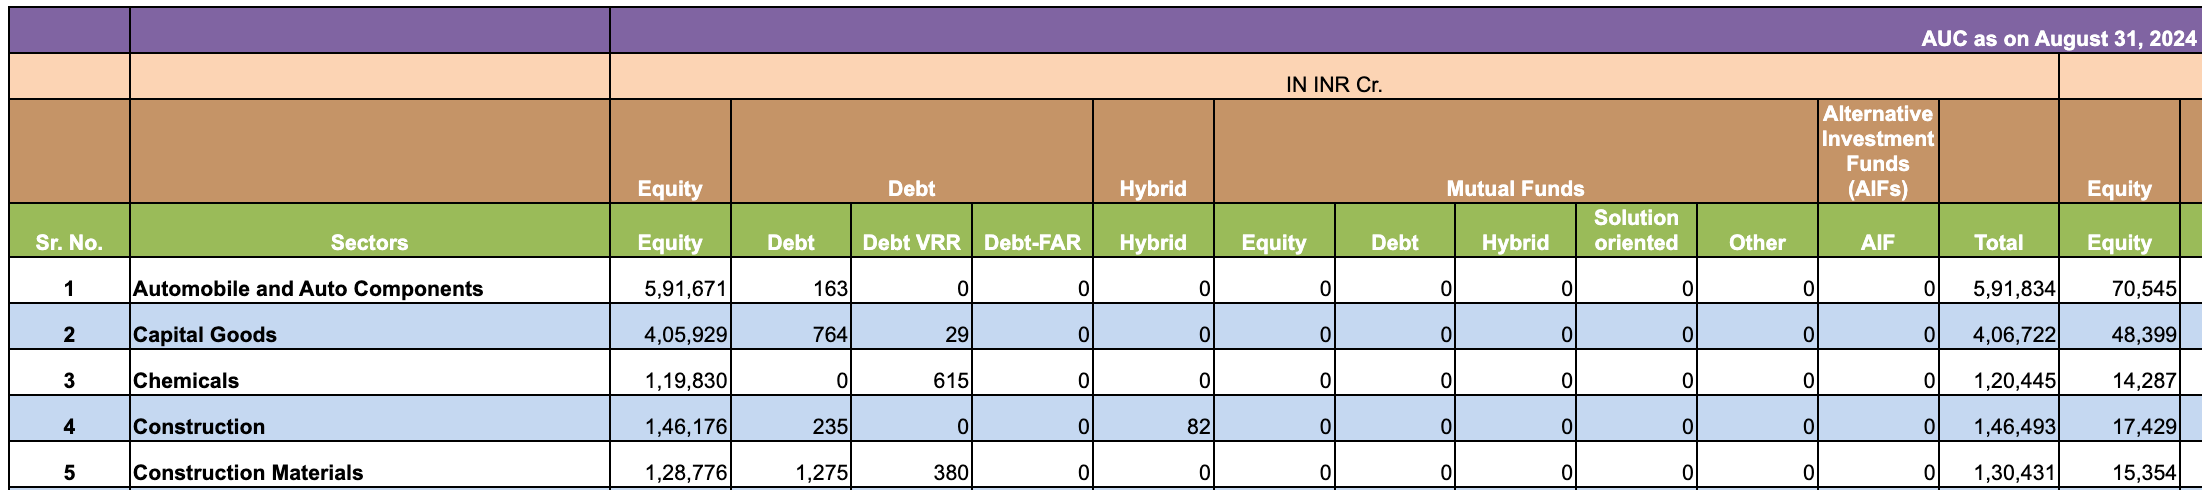 AUC as on August 31, 2024
IN INR Cr.
Equity Debt Hybrid Mutual Funds Alternative Investment Funds (AIFs) Equity
Sr. No. Sectors Equity Debt Debt VRR Debt-FAR Hybrid Equity Debt Hybrid Solution oriented Other AIF Total Equity
1 Automobile and Auto Components 5,91,671 163 0 0 0 0 0 0 0 0 0 5,91,834 70,545
2 Capital Goods 4,05,929 764 29 0 0 0 0 0 0 0 0 4,06,722 48,399
3 Chemicals 1,19,830 0 615 0 0 0 0 0 0 0 0 1,20,445 14,287
4 Construction 1,46,176 235 0 0 82 0 0 0 0 0 0 1,46,493 17,429
5 Construction Materials 1,28,776 1,275 380 0 0 0 0 0 0 0 0 1,30,431 15,354